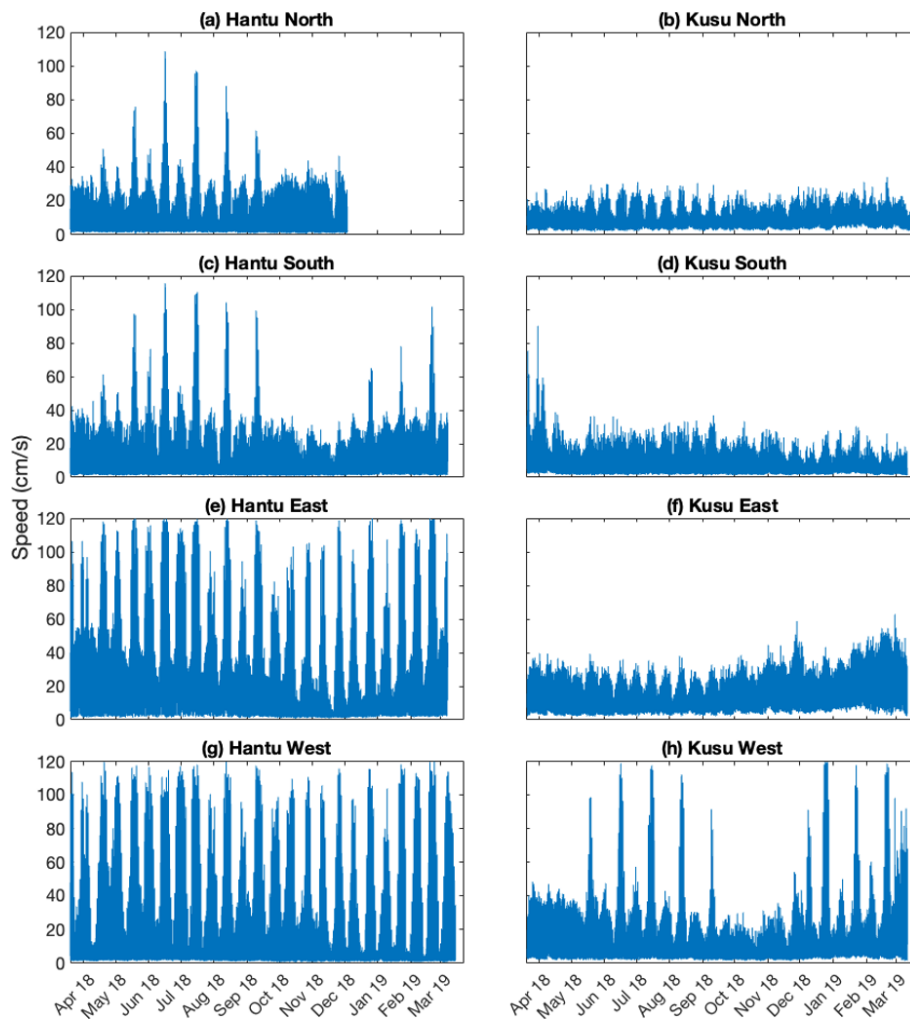 (a) Hantu North
(b) Kusu North
120
100
80
60
40
20
0
(c) Hantu South
(d) Kusu South
120
100
80
60
40
20
0
Speed (cm/s)
(e) Hantu East
(f) Kusu East
120
100
80
60
40
20
0
(g) Hantu West
(h) Kusu West
120
100
80
60
40
20
0
Apr 18 May 18 Jun 18 Jul 18 Aug 18 Sep 18 Oct 18 Nov 18 Dec 18 Jan 19 Feb 19 Mar 19
Apr 18 May 18 Jun 18 Jul 18 Aug 18 Sep 18 Oct 18 Nov 18 Dec 18 Jan 19 Feb 19 Mar 19